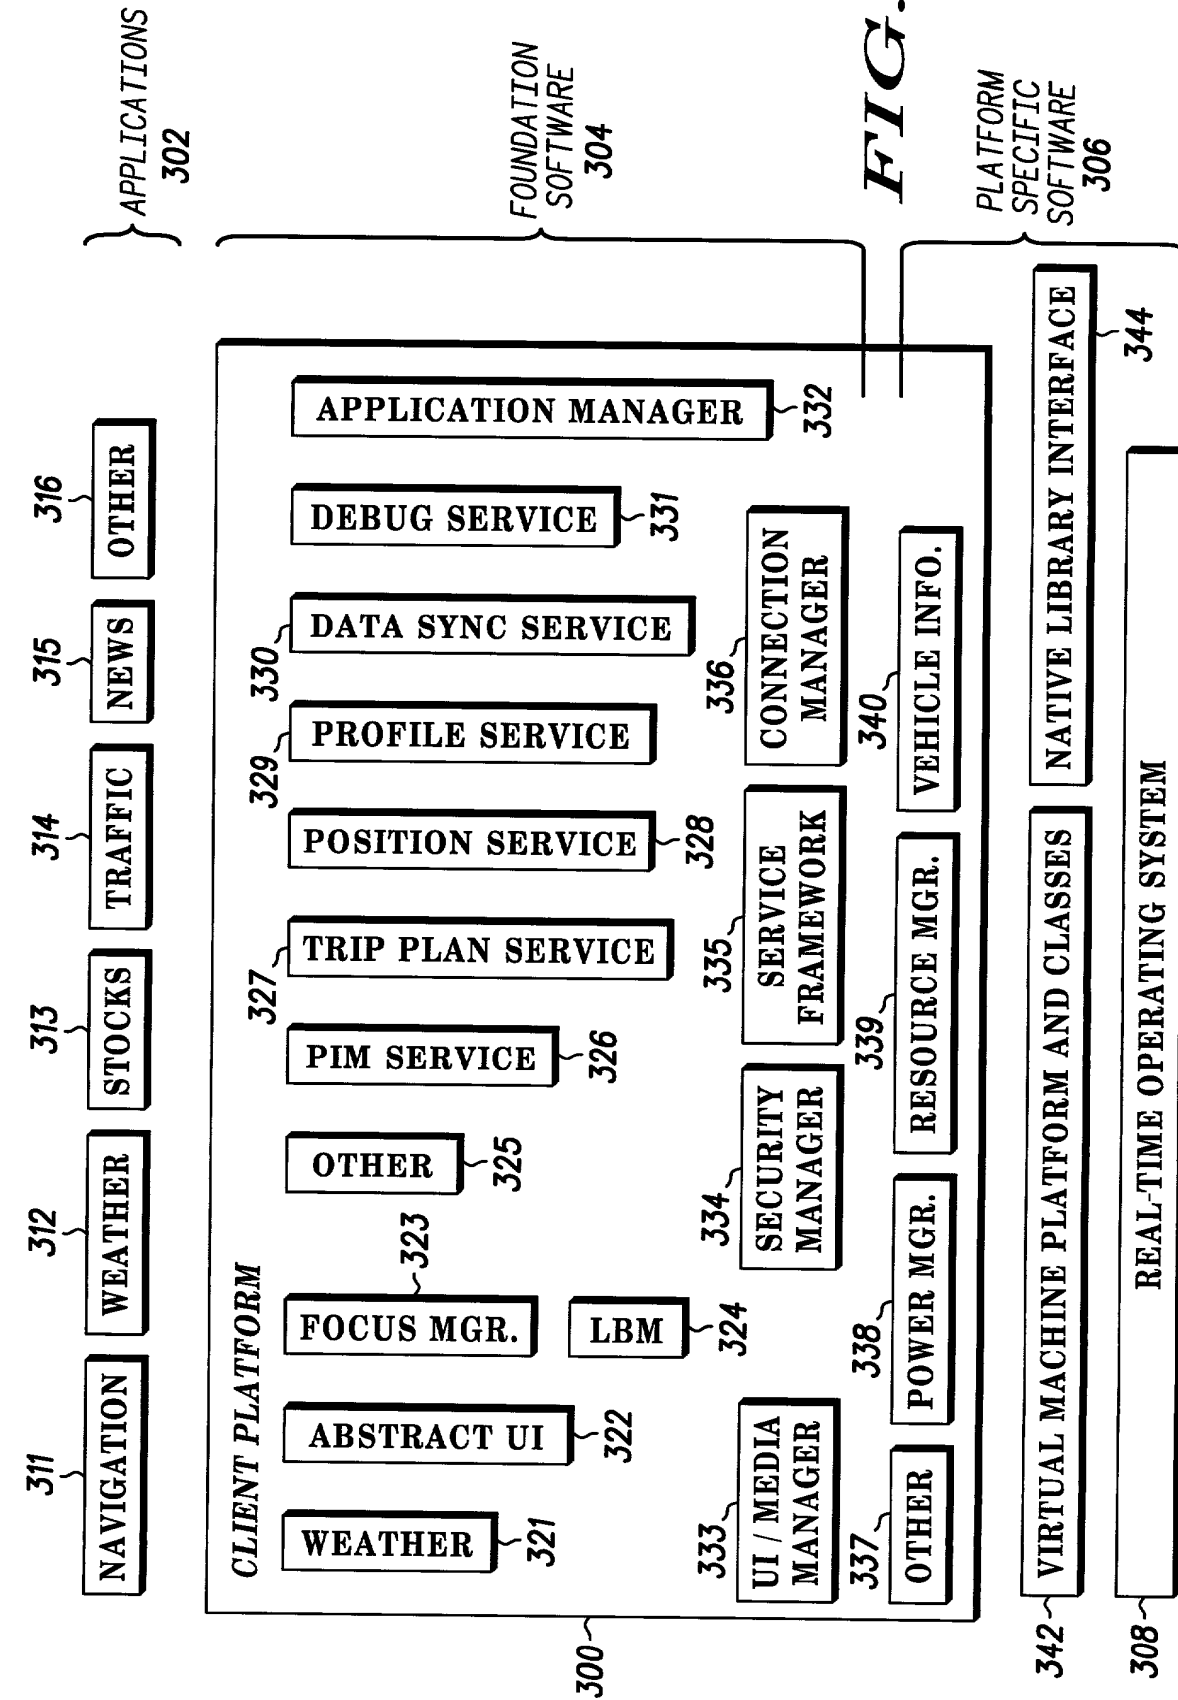 311
312
313
314
315
316
NAVIGATION
WEATHER
STOCKS
TRAFFIC
NEWS
OTHER
APPLICATIONS
302
CLIENT PLATFORM
300
WEATHER
321
ABSTRACT UI
322
FOCUS MGR.
323
LBM
324
OTHER
325
PIM SERVICE
326
TRIP PLAN SERVICE
327
POSITION SERVICE
328
PROFILE SERVICE
329
DATA SYNC SERVICE
330
DEBUG SERVICE
331
APPLICATION MANAGER
332
FOUNDATION
SOFTWARE
304
333
UI / MEDIA
MANAGER
334
SECURITY
MANAGER
335
SERVICE
FRAMEWORK
336
CONNECTION
MANAGER
337
OTHER
338
POWER MGR.
339
RESOURCE MGR.
340
VEHICLE INFO.
FIG.
PLATFORM
SPECIFIC
SOFTWARE
306
342
VIRTUAL MACHINE PLATFORM AND CLASSES
NATIVE LIBRARY INTERFACE
344
308
REAL-TIME OPERATING SYSTEM